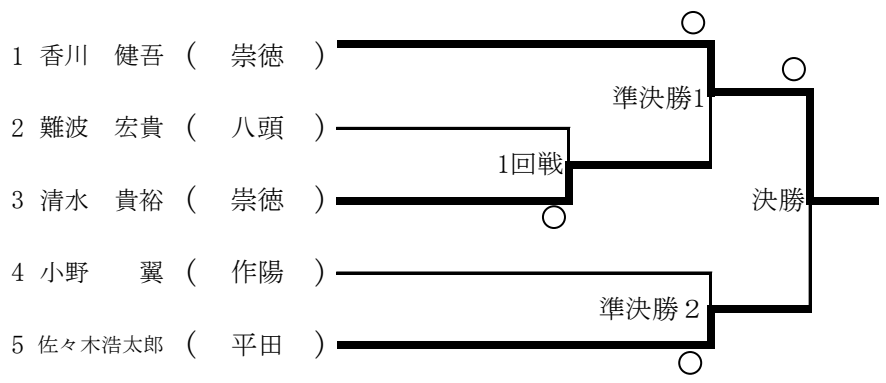 1 香川 健吾 ( 崇徳 )
準決勝1
2 難波 宏貴 ( 八頭 )
1回戦
3 清水 貴裕 ( 崇徳 )
決勝
4 小野 翼 ( 作陽 )
準決勝２
5 佐々木浩太郎 ( 平田 )